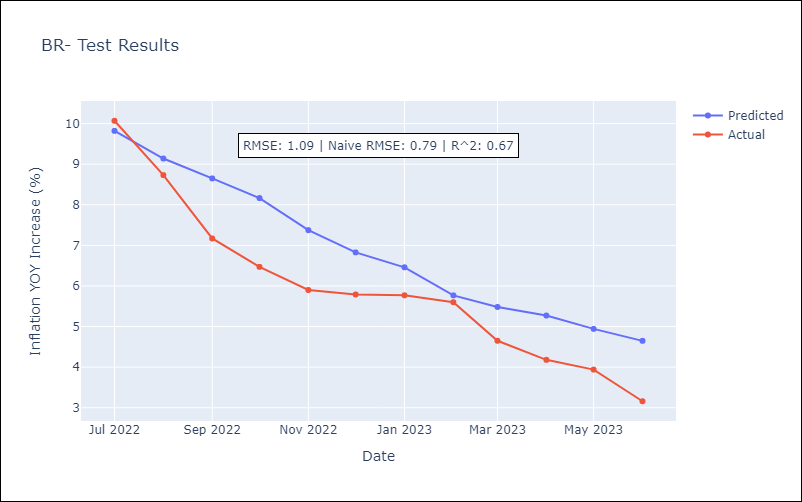 BR- Test Results
Predicted
Actual
RMSE: 1.09 | Naive RMSE: 0.79 | R^2: 0.67
Inflation YOY Increase (%)
10
9
8
7
6
5
4
3
Jul 2022 Sep 2022 Nov 2022 Jan 2023 Mar 2023 May 2023
Date